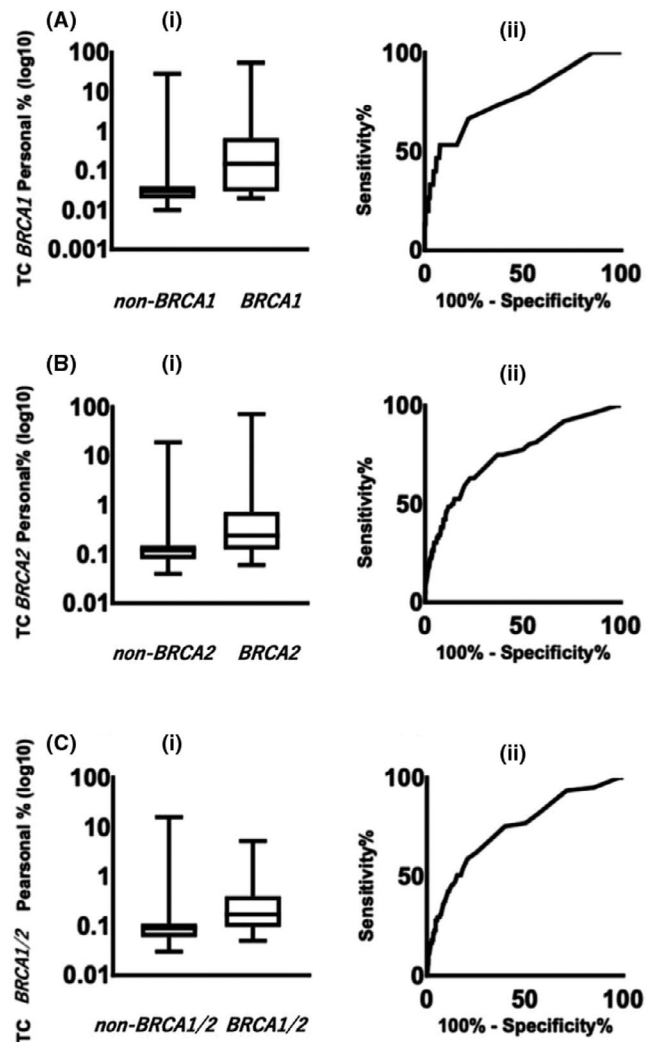 (A) (i)
TC BRCA1 Personal % (log10)
100
10
1
0.1
0.01
0.001
non-BRCA1 BRCA1
(ii)
Sensitivity%
100
50
0
0 50 100
100% - Specificity%
(B) (i)
TC BRCA2 Personal% (log10)
100
10
1
0.1
0.01
non-BRCA2 BRCA2
(ii)
Sensitivity%
100
50
0
0 50 100
100% - Specificity%
(C) (i)
TC BRCA1/2 Pearsonal % (log10)
100
10
1
0.1
0.01
non-BRCA1/2 BRCA1/2
(ii)
Sensitivity%
100
50
0
0 50 100
100% - Specificity%